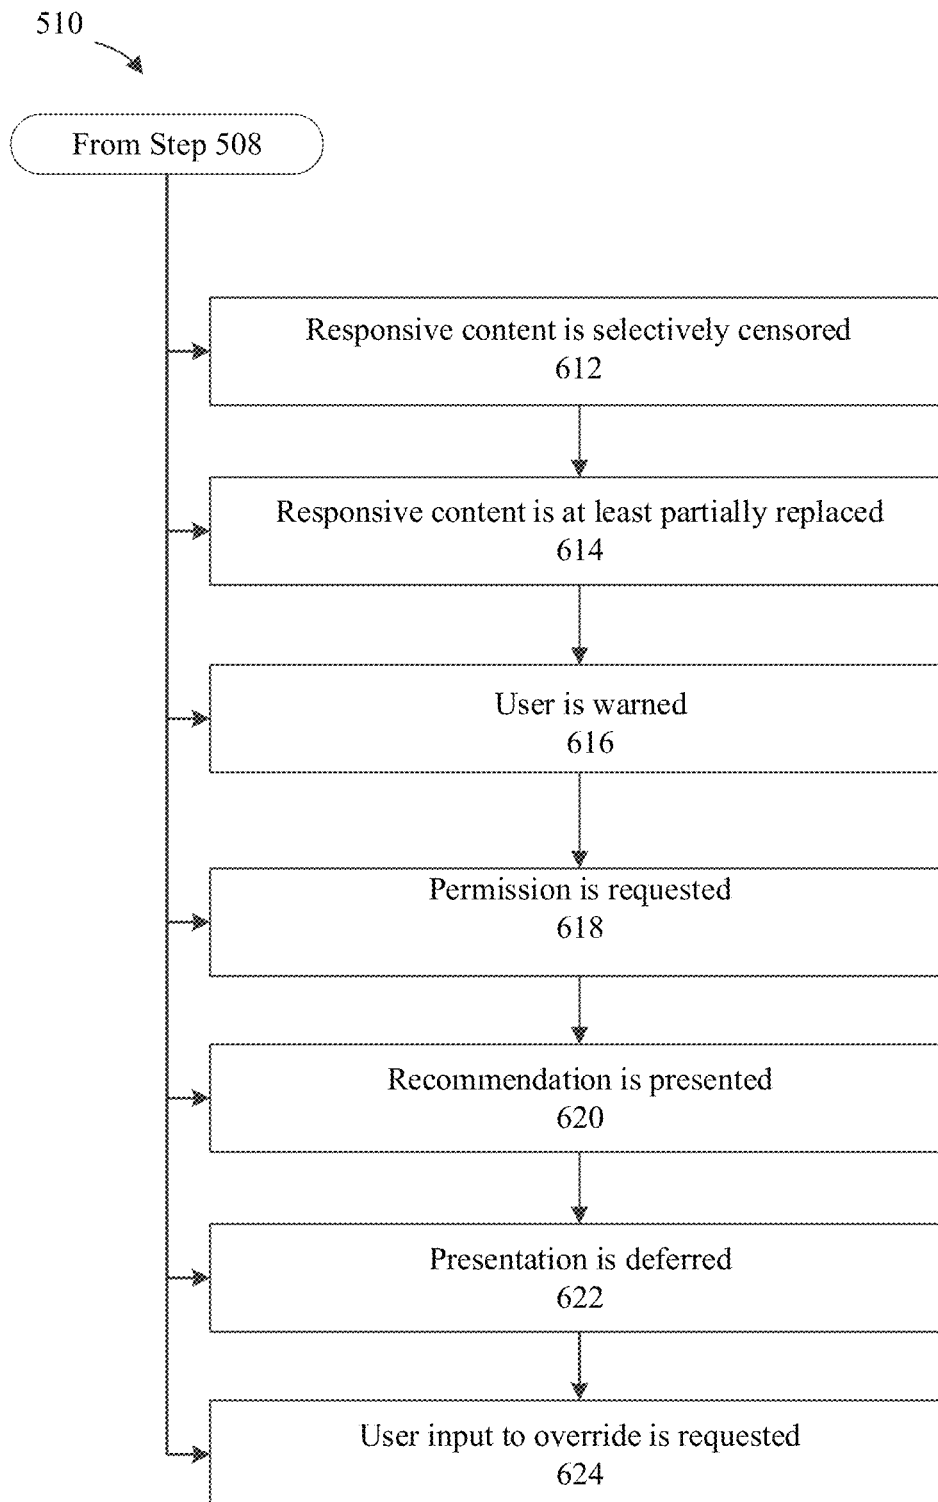 510
From Step 508
Responsive content is selectively censored
612
Responsive content is at least partially replaced
614
User is warned
616
Permission is requested
618
Recommendation is presented
620
Presentation is deferred
622
User input to override is requested
624